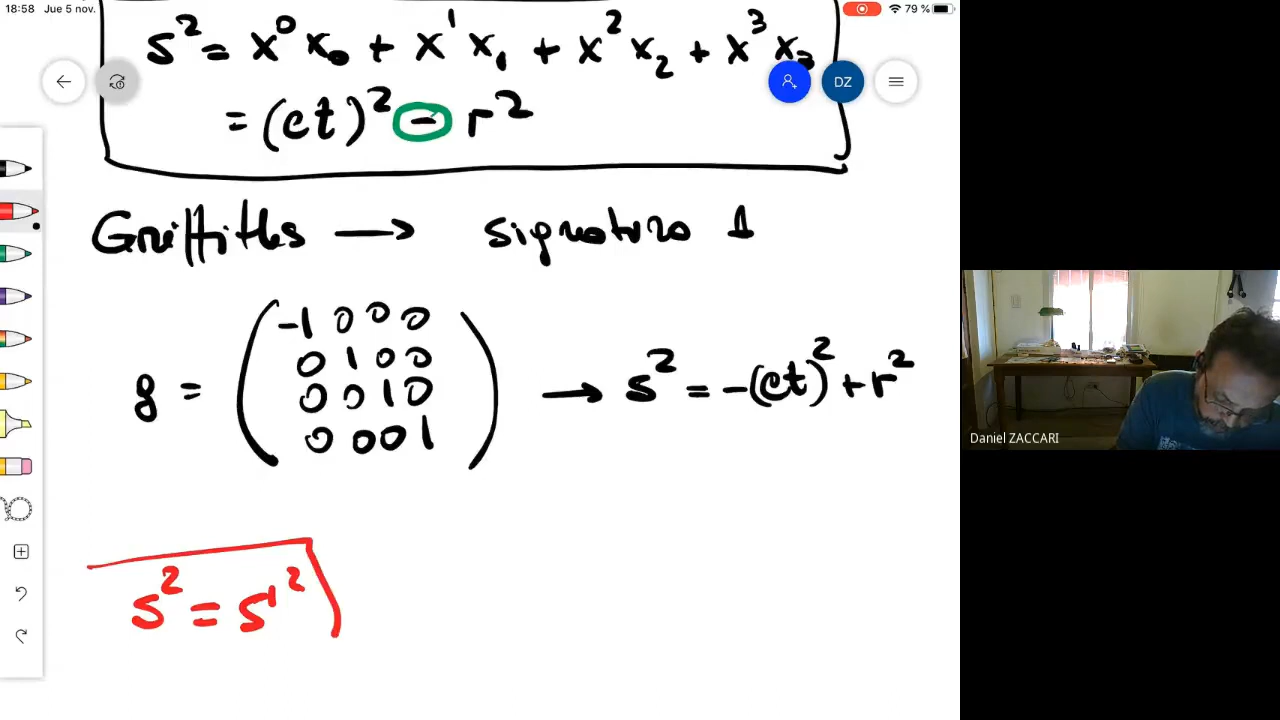 18:58 Jue 5 nov.
79 %
s² = x⁰x₀ + x¹x₁ + x²x₂ + x³x₃
DZ
= (ct)² - r²
Griffiths → signatura 1
g = ( -1 0 0 0
0 1 0 0
0 0 1 0
0 0 0 1 ) → s² = -(ct)² + r²
s² = s'²
Daniel ZACCARI